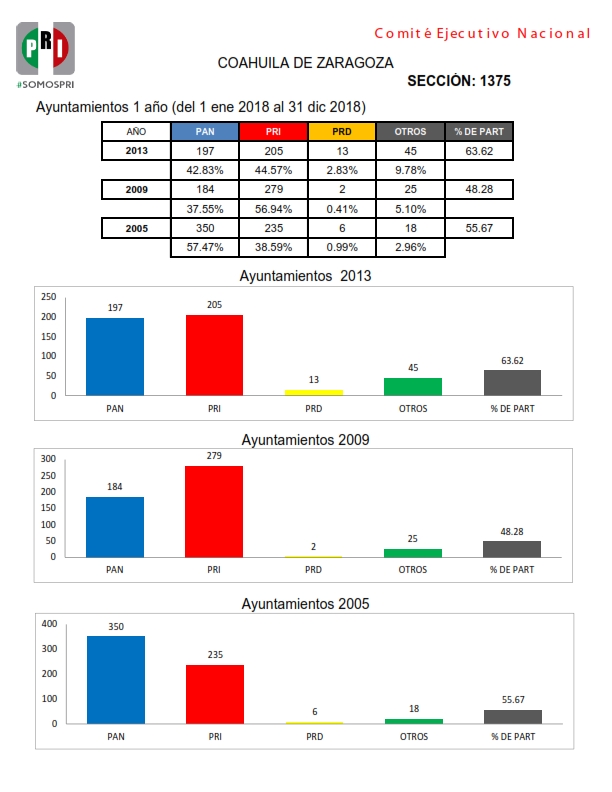 Comité Ejecutivo Nacional
PRI
#SOMOSPRI
COAHUILA DE ZARAGOZA
SECCIÓN: 1375
Ayuntamientos 1 año (del 1 ene 2018 al 31 dic 2018)
AÑO PAN PRI PRD OTROS % DE PART
2013 197 205 13 45 63.62
42.83% 44.57% 2.83% 9.78%
2009 184 279 2 25 48.28
37.55% 56.94% 0.41% 5.10%
2005 350 235 6 18 55.67
57.47% 38.59% 0.99% 2.96%
Ayuntamientos 2013
250
200
150
100
50
0
197 205 13 45 63.62
PAN PRI PRD OTROS % DE PART
Ayuntamientos 2009
300
250
200
150
100
50
0
184 279 2 25 48.28
PAN PRI PRD OTROS % DE PART
Ayuntamientos 2005
400
300
200
100
0
350 235 6 18 55.67
PAN PRI PRD OTROS % DE PART